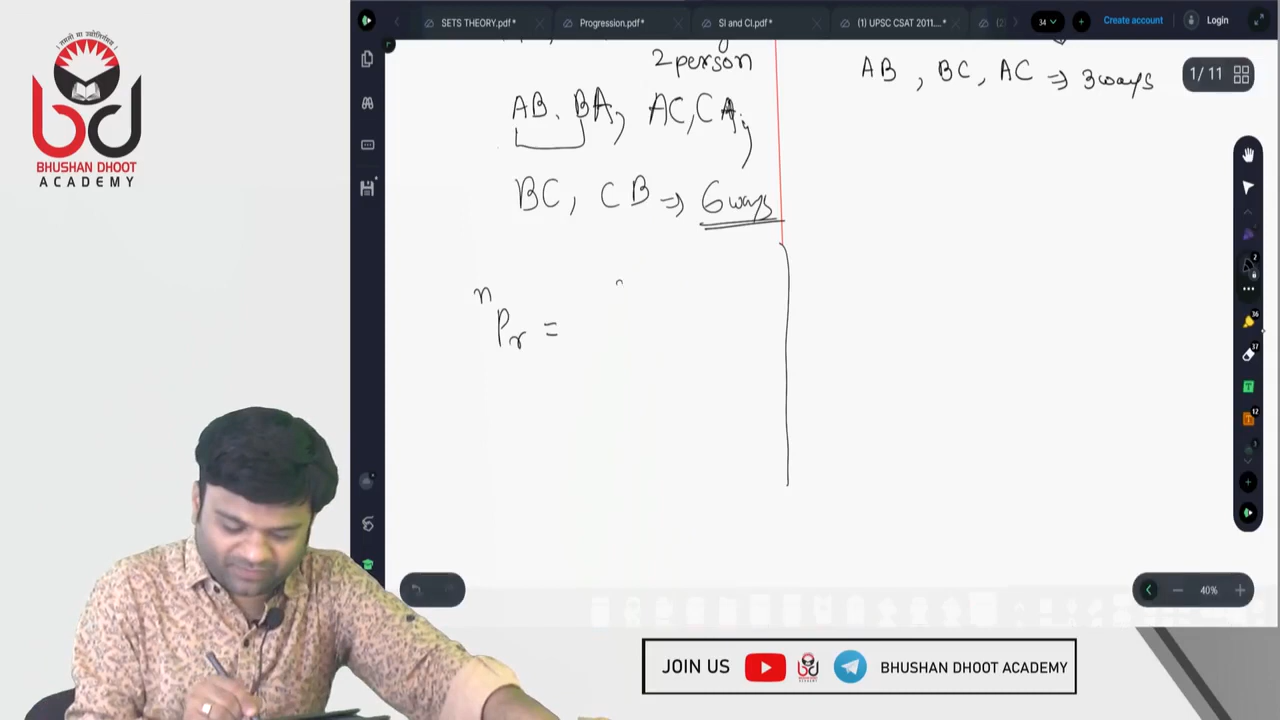 SETS THEORY.pdf*
Progression.pdf*
SI and CI.pdf*
(1) UPSC CSAT 2011....*
34
Create account
Login
2 person
AB, BA, AC, CA,
BC, CB => 6 ways
AB, BC, AC => 3 ways
1/11
nPr =
BHUSHAN DHOOT
ACADEMY
40%
JOIN US
BHUSHAN DHOOT ACADEMY